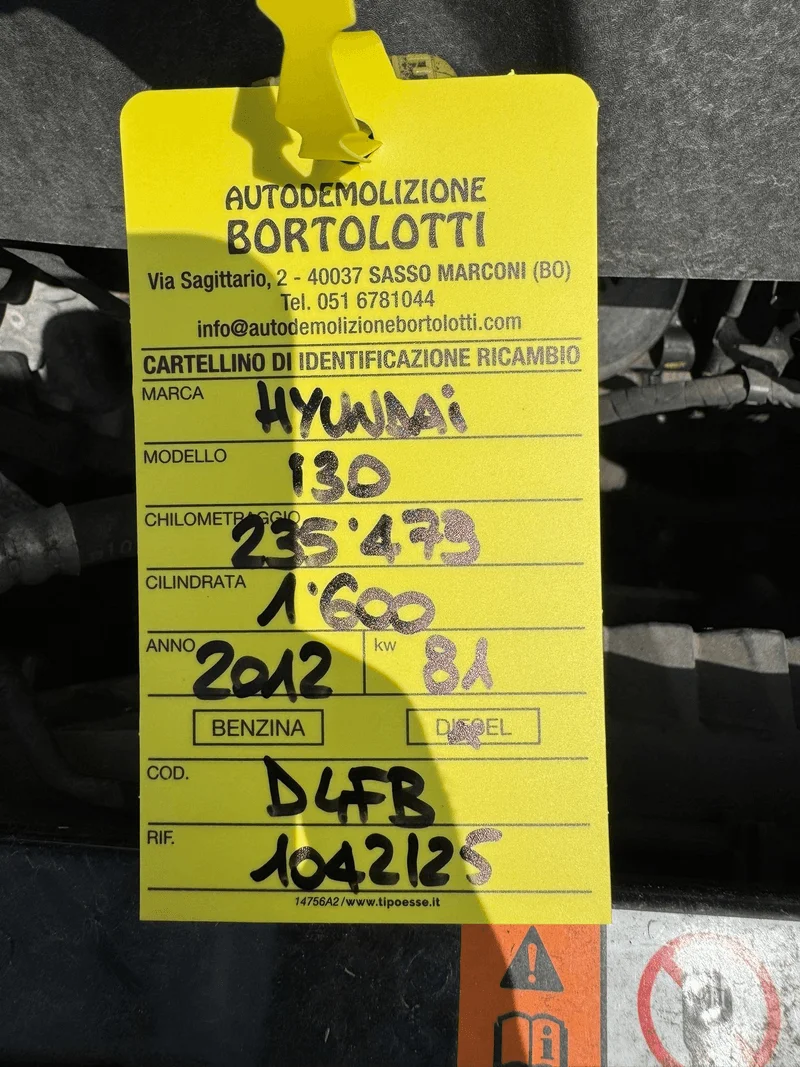 AUTODEMOLIZIONE
BORTOLOTTI
Via Sagittario, 2 - 40037 SASSO MARCONI (BO)
Tel. 051 6781044
info@autodemolizionebortolotti.com
CARTELLINO DI IDENTIFICAZIONE RICAMBIO
MARCA HYUNDAi
MODELLO i30
CHILOMETRAGGIO 235'479
CILINDRATA 1'600
ANNO 2012 kw 81
BENZINA DIESEL
COD. D4FB
RIF. 1042125
14756A2/www.tipoesse.it